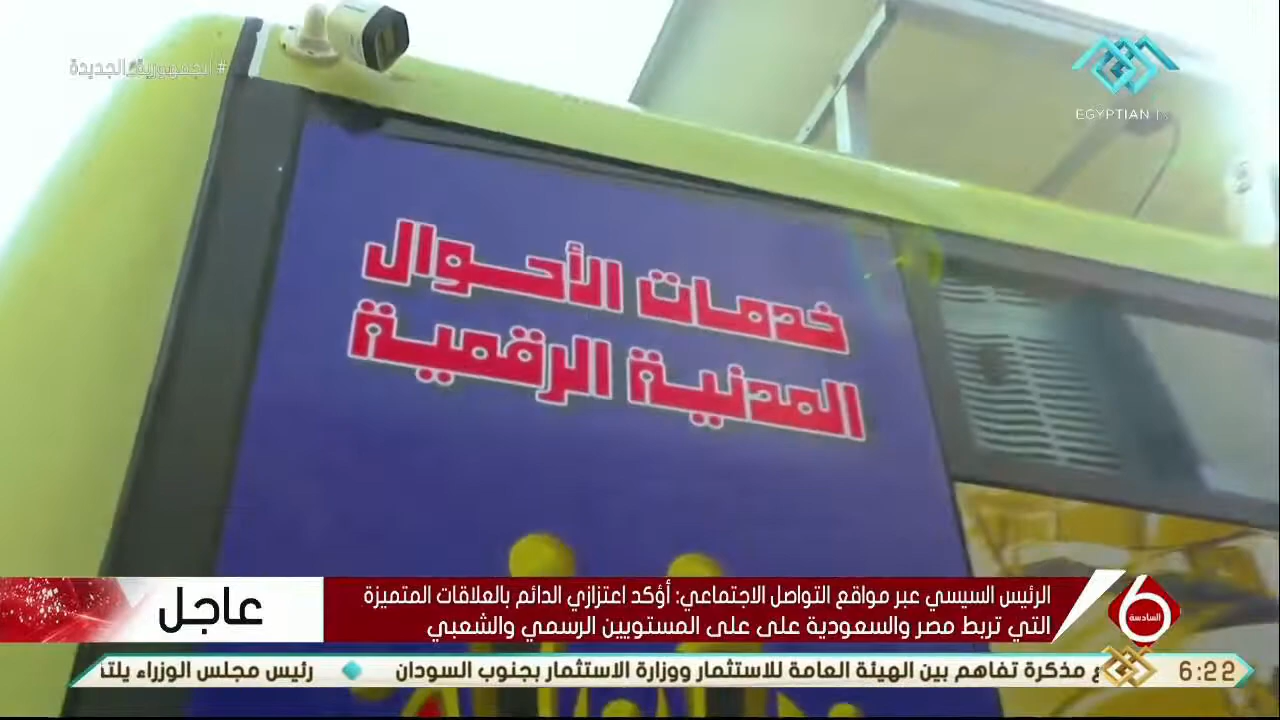 #الجمهورية_الجديدة
EGYPTIAN
خدمات الأحوال
المدنية الرقمية
عاجل
الرئيس السيسي عبر مواقع التواصل الاجتماعي: أؤكد اعتزازي الدائم بالعلاقات المتميزة
التي تربط مصر والسعودية على على المستويين الرسمي والشعبي
6 السادسة
ع مذكرة تفاهم بين الهيئة العامة للاستثمار ووزارة الاستثمار بجنوب السودان
رئيس مجلس الوزراء يلتق
6:22